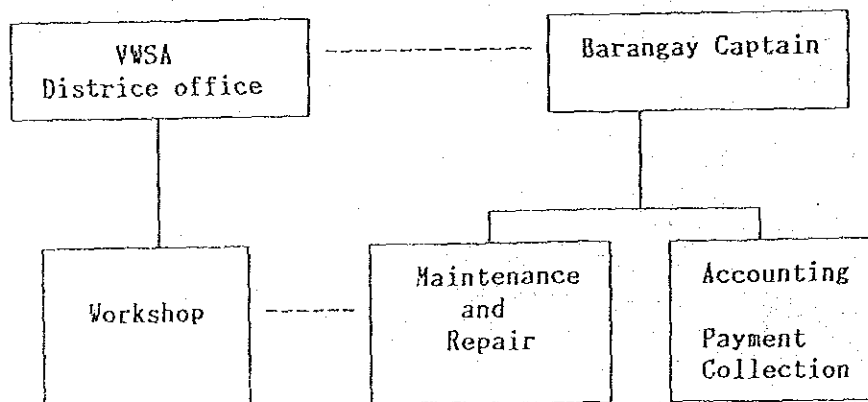 VWSA
Districe office
Barangay Captain
Workshop
Maintenance
and
Repair
Accounting
Payment
Collection